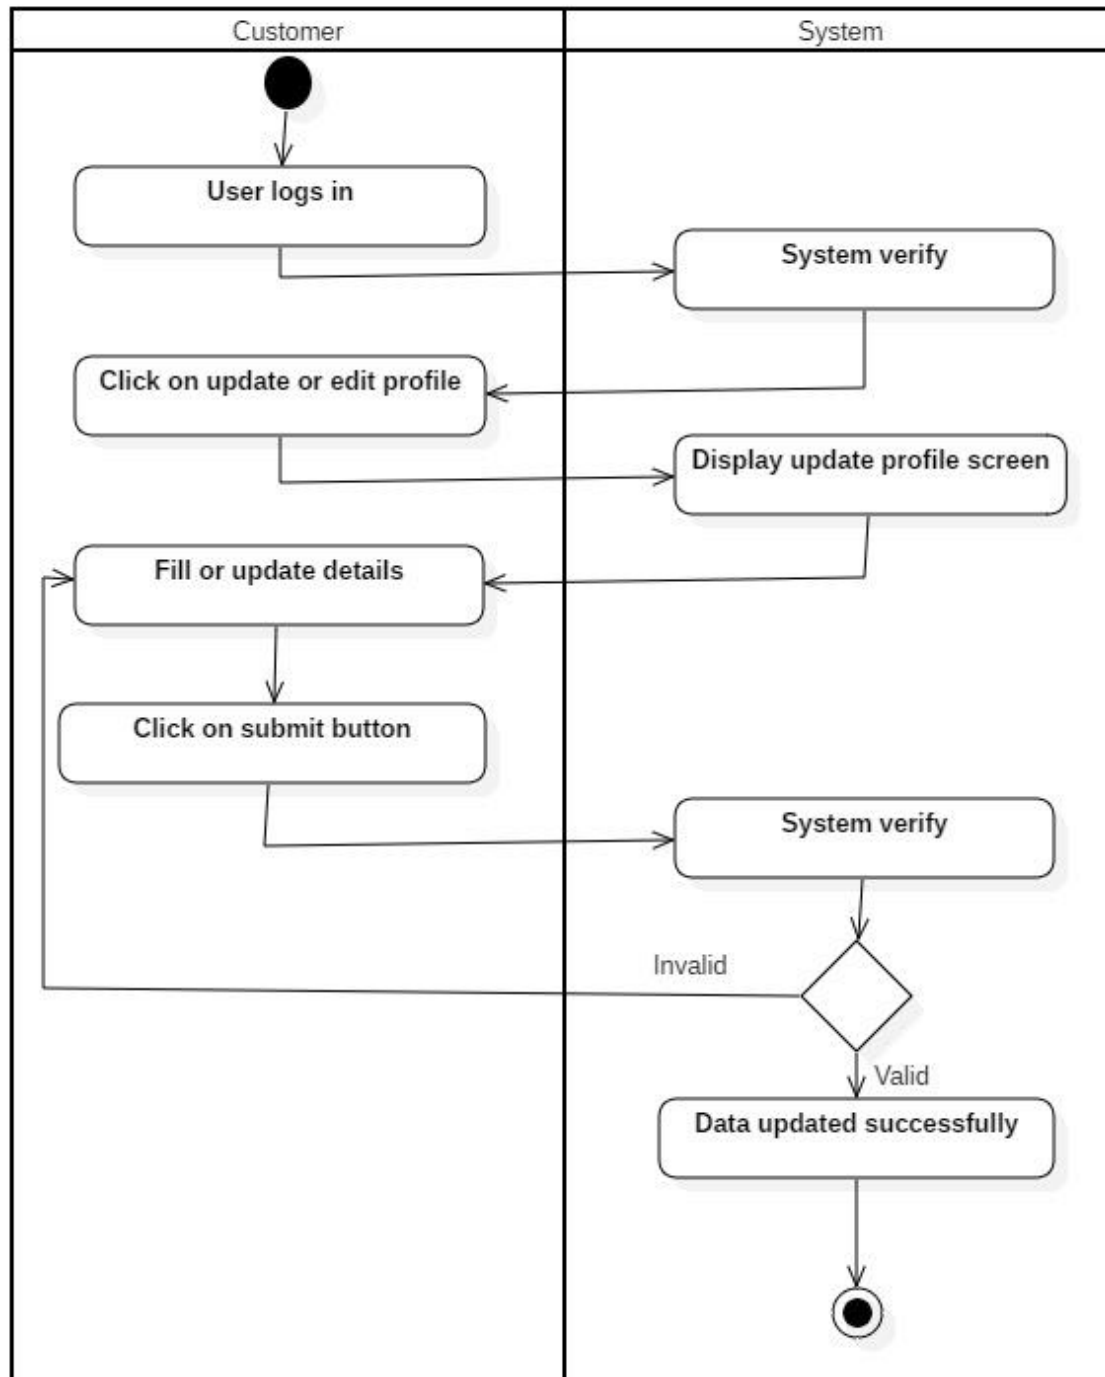 Customer
System
User logs in
System verify
Click on update or edit profile
Display update profile screen
Fill or update details
Click on submit button
System verify
Invalid
Valid
Data updated successfully